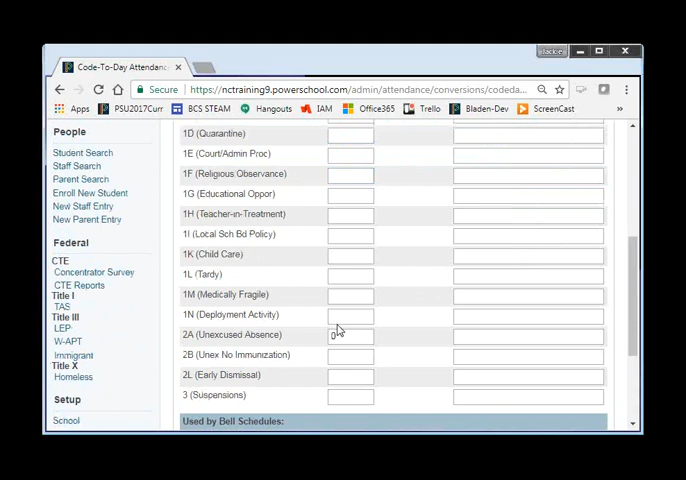 Jackie
Code-To-Day Attendanc
Secure
https://nctraining9.powerschool.com/admin/attendance/conversions/codeda...
Apps PSU2017Curr BCS STEAM Hangouts IAM Office365 Trello Bladen-Dev ScreenCast »
People
Student Search
Staff Search
Parent Search
Enroll New Student
New Staff Entry
New Parent Entry
Federal
CTE
Concentrator Survey
CTE Reports
Title I
TAS
Title III
LEP
W-APT
Immigrant
Title X
Homeless
Setup
School
1D (Quarantine)
1E (Court/Admin Proc)
1F (Religious Observance)
1G (Educational Oppor)
1H (Teacher-in-Treatment)
1I (Local Sch Bd Policy)
1K (Child Care)
1L (Tardy)
1M (Medically Fragile)
1N (Deployment Activity)
2A (Unexcused Absence) 0
2B (Unex No Immunization)
2L (Early Dismissal)
3 (Suspensions)
Used by Bell Schedules: